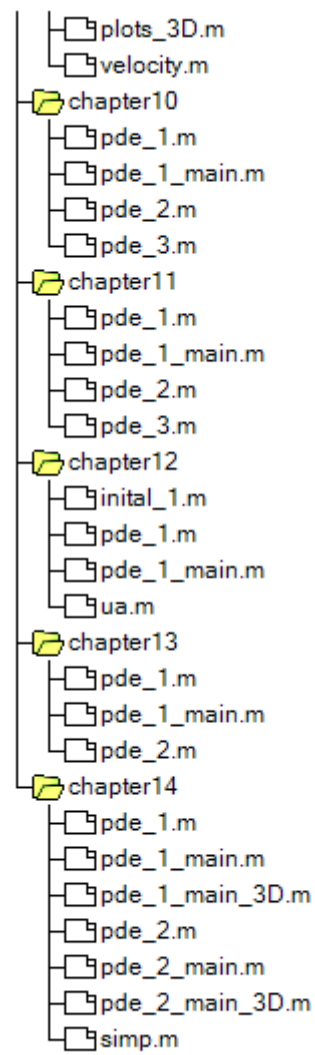 plots_3D.m
velocity.m
chapter10
pde_1.m
pde_1_main.m
pde_2.m
pde_3.m
chapter11
pde_1.m
pde_1_main.m
pde_2.m
pde_3.m
chapter12
inital_1.m
pde_1.m
pde_1_main.m
ua.m
chapter13
pde_1.m
pde_1_main.m
pde_2.m
chapter14
pde_1.m
pde_1_main.m
pde_1_main_3D.m
pde_2.m
pde_2_main.m
pde_2_main_3D.m
simp.m